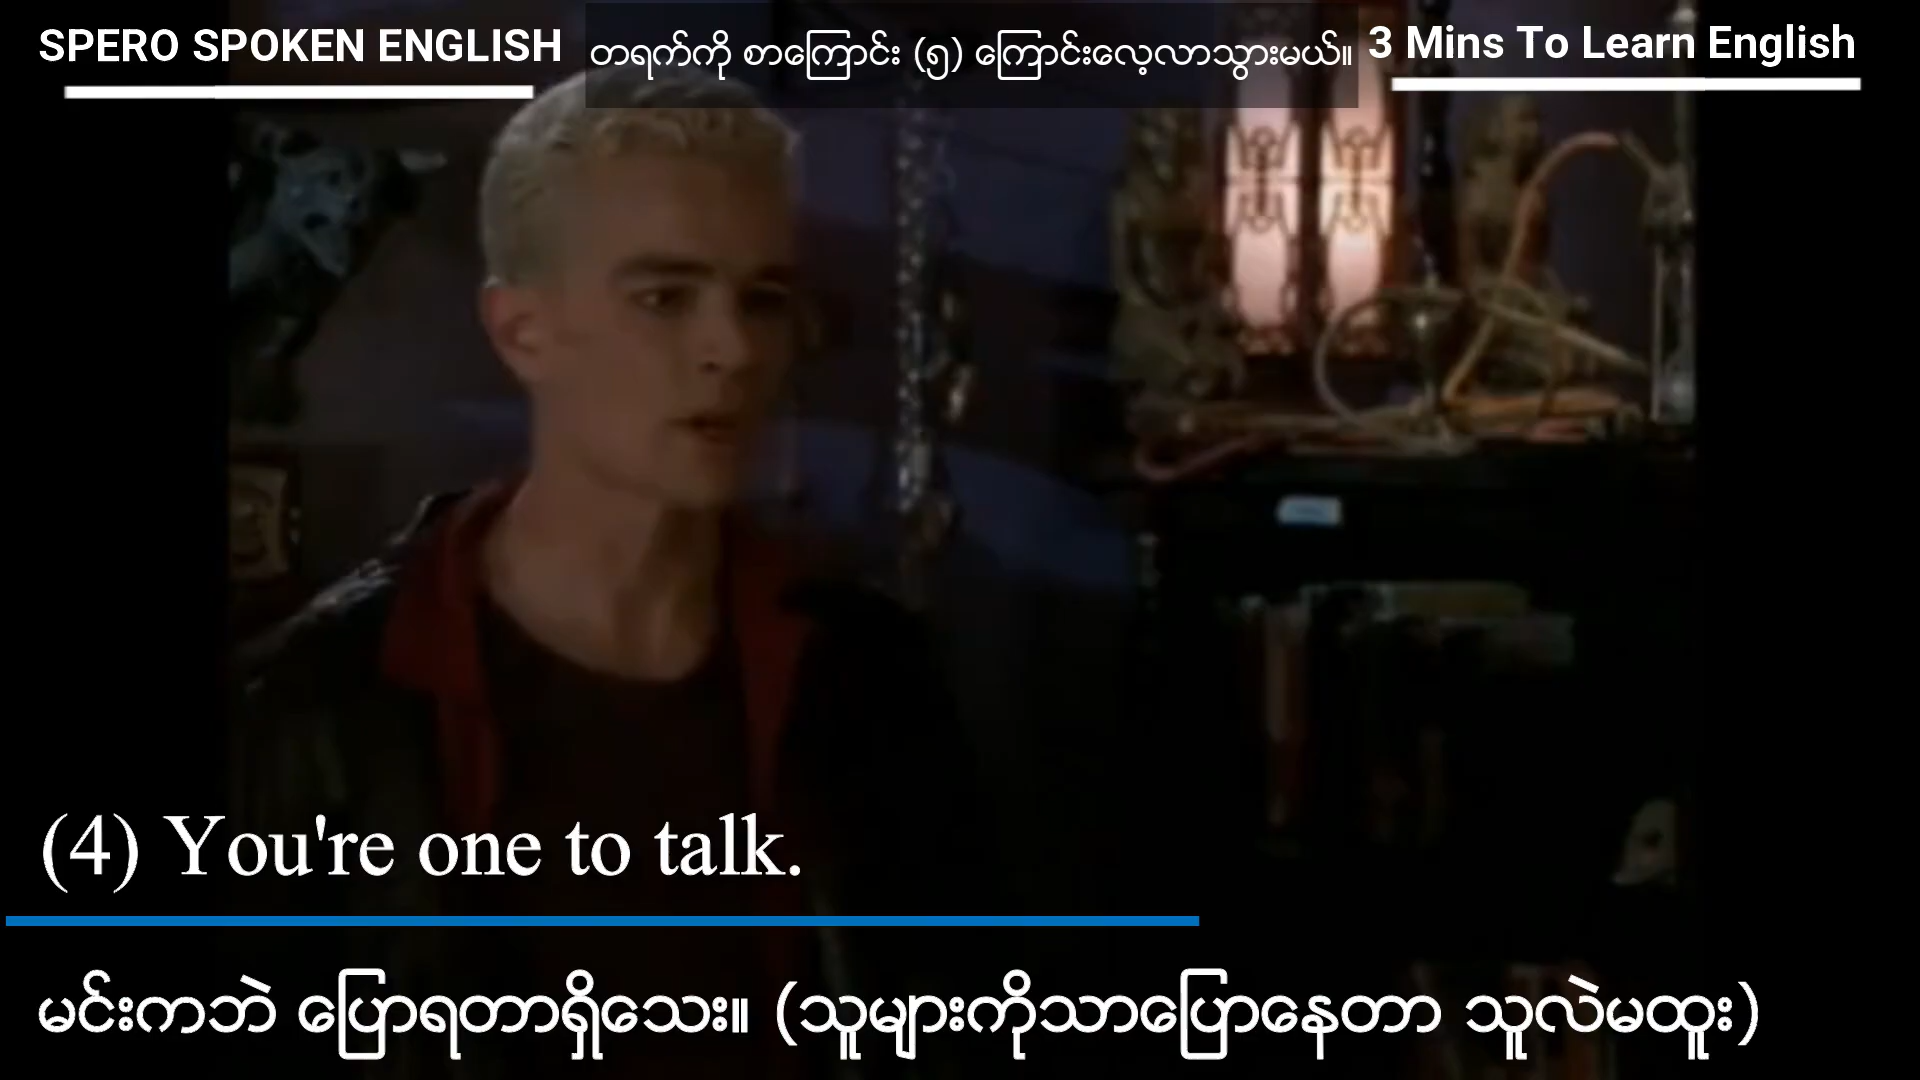 SPERO SPOKEN ENGLISH
တရက်ကို စာကြောင်း (၅) ကြောင်းလေ့လာသွားမယ်။
3 Mins To Learn English
(4) You're one to talk.
မင်းကဘဲ ပြောရတာရှိသေး။ (သူများကိုသာပြောနေတာ သူလဲမထူး)